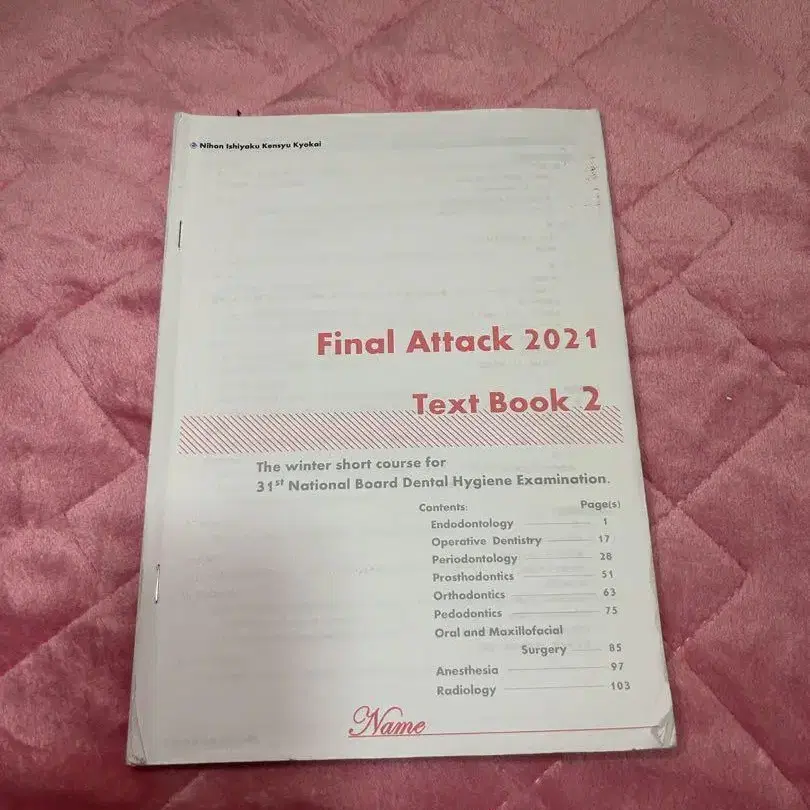 Nihon Ishiyaku Kensyu Kyokai
Final Attack 2021
Text Book 2
The winter short course for
31st National Board Dental Hygiene Examination.
Contents: Page(s)
Endodontology 1
Operative Dentistry 17
Periodontology 28
Prosthodontics 51
Orthodontics 63
Pedodontics 75
Oral and Maxillofacial
Surgery 85
Anesthesia 97
Radiology 103
Name